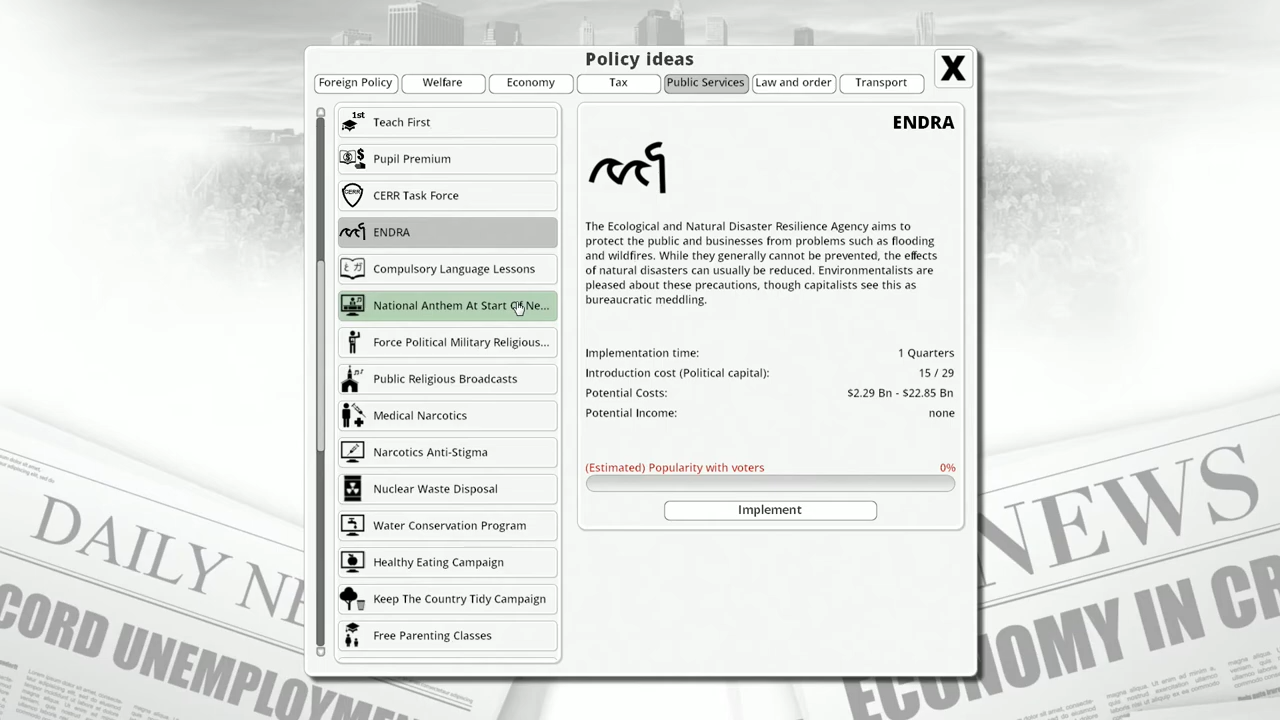 Policy ideas
X
Foreign Policy
Welfare
Economy
Tax
Public Services
Law and order
Transport
1st
Teach First
Pupil Premium
CERR
CERR Task Force
ENDRA
Compulsory Language Lessons
National Anthem At Start Of Ne...
Force Political Military Religious...
Public Religious Broadcasts
Medical Narcotics
Narcotics Anti-Stigma
Nuclear Waste Disposal
Water Conservation Program
Healthy Eating Campaign
Keep The Country Tidy Campaign
Free Parenting Classes
ENDRA
The Ecological and Natural Disaster Resilience Agency aims to
protect the public and businesses from problems such as flooding
and wildfires. While they generally cannot be prevented, the effects
of natural disasters can usually be reduced. Environmentalists are
pleased about these precautions, though capitalists see this as
bureaucratic meddling.
Implementation time: 1 Quarters
Introduction cost (Political capital): 15 / 29
Potential Costs: $2.29 Bn - $22.85 Bn
Potential Income: none
(Estimated) Popularity with voters 0%
Implement
DAILY NE
CORD UNEMPLOYM
NEWS
ECONOMY IN CR